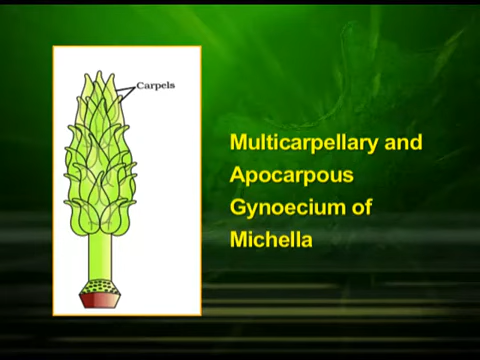 Carpels
Multicarpellary and
Apocarpous
Gynoecium of
Michella